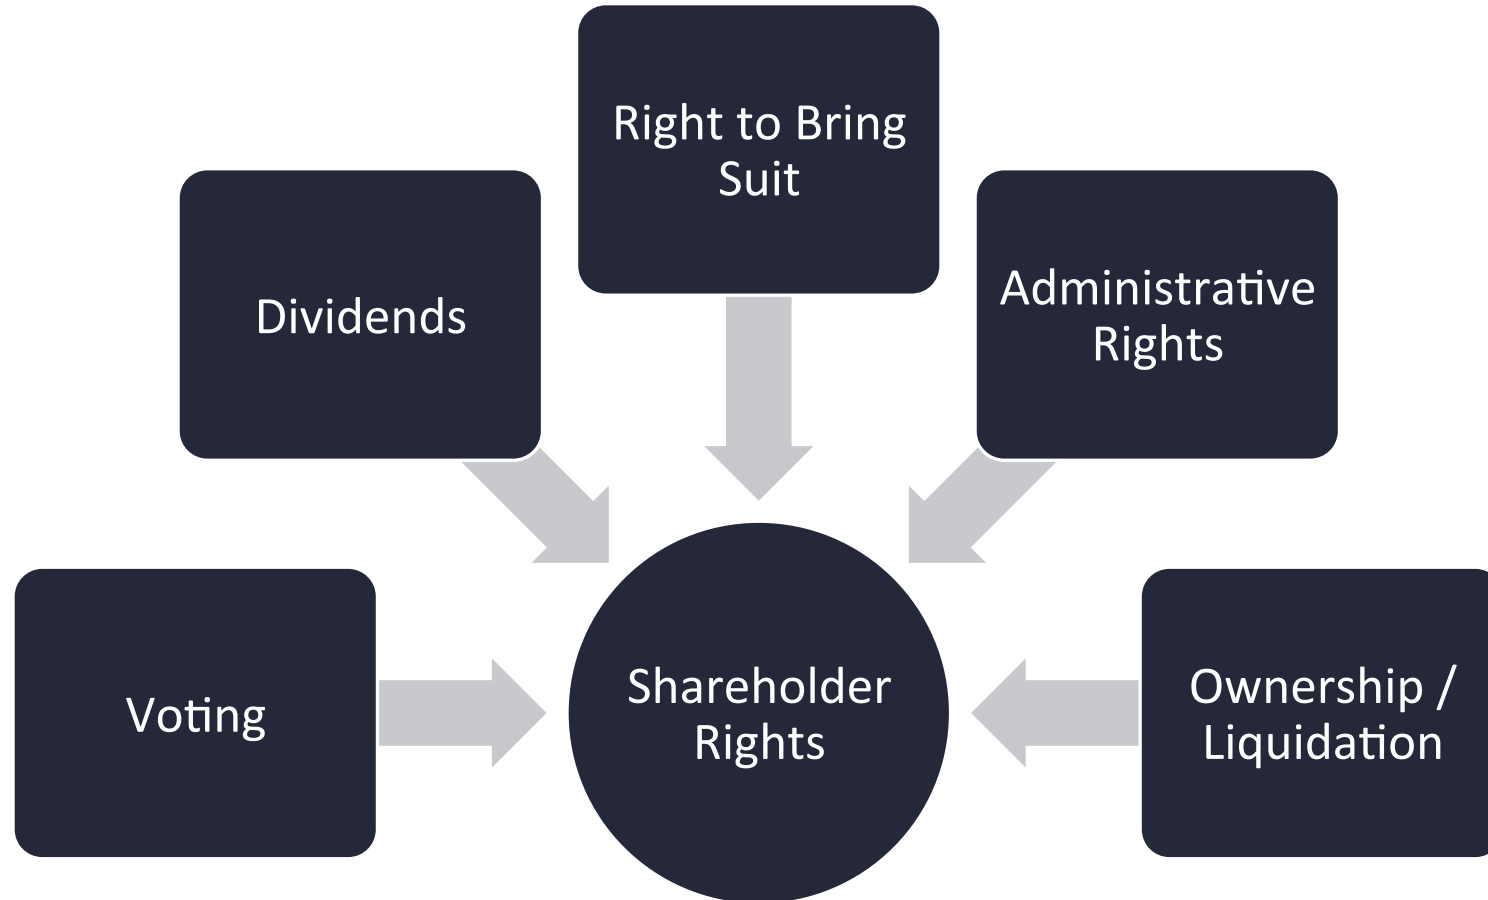 Right to Bring
Suit
Dividends
Administrative
Rights
Voting
Shareholder
Rights
Ownership /
Liquidation